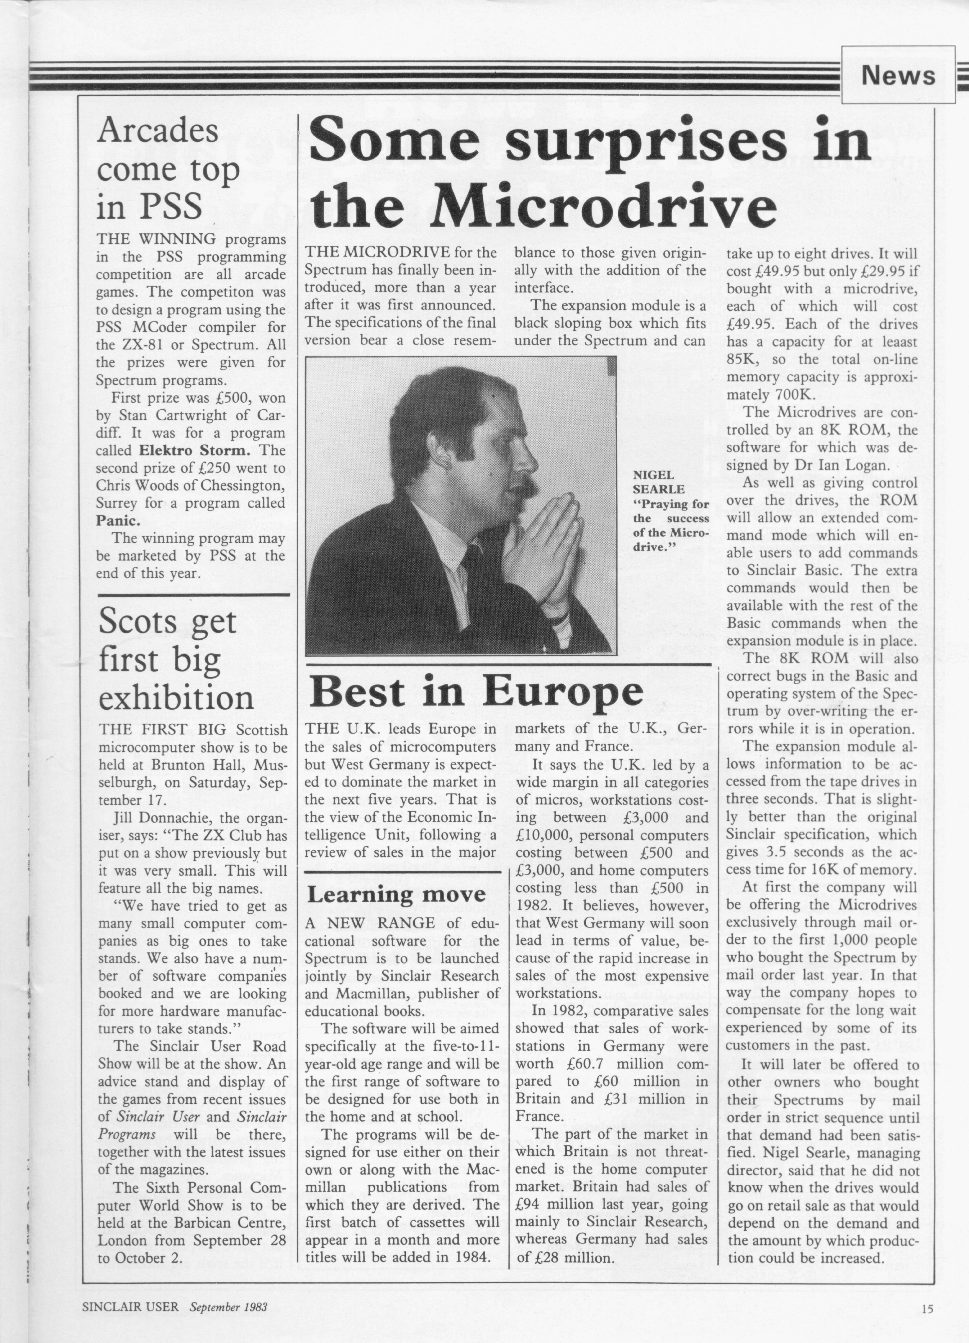 News
Arcades
come top
in PSS
THE WINNING programs
in the PSS programming
competition are all arcade
games. The competiton was
to design a program using the
PSS MCoder compiler for
the ZX-81 or Spectrum. All
the prizes were given for
Spectrum programs.
First prize was £500, won
by Stan Cartwright of Car-
diff. It was for a program
called Elektro Storm. The
second prize of £250 went to
Chris Woods of Chessington,
Surrey for a program called
Panic.
The winning program may
be marketed by PSS at the
end of this year.
Scots get
first big
exhibition
THE FIRST BIG Scottish
microcomputer show is to be
held at Brunton Hall, Mus-
selburgh, on Saturday, Sep-
tember 17.
Jill Donnachie, the organ-
iser, says: “The ZX Club has
put on a show previously but
it was very small. This will
feature all the big names.
“We have tried to get as
many small computer com-
panies as big ones to take
stands. We also have a num-
ber of software companies
booked and we are looking
for more hardware manufac-
turers to take stands.”
The Sinclair User Road
Show will be at the show. An
advice stand and display of
the games from recent issues
of Sinclair User and Sinclair
Programs will be there,
together with the latest issues
of the magazines.
The Sixth Personal Com-
puter World Show is to be
held at the Barbican Centre,
London from September 28
to October 2.
Some surprises in
the Microdrive
THE MICRODRIVE for the
Spectrum has finally been in-
troduced, more than a year
after it was first announced.
The specifications of the final
version bear a close resem-
blance to those given origin-
ally with the addition of the
interface.
The expansion module is a
black sloping box which fits
under the Spectrum and can
take up to eight drives. It will
cost £49.95 but only £29.95 if
bought with a microdrive,
each of which will cost
£49.95. Each of the drives
has a capacity for at leaast
85K, so the total on-line
memory capacity is approxi-
mately 700K.
The Microdrives are con-
trolled by an 8K ROM, the
software for which was de-
signed by Dr Ian Logan.
As well as giving control
over the drives, the ROM
will allow an extended com-
mand mode which will en-
able users to add commands
to Sinclair Basic. The extra
commands would then be
available with the rest of the
Basic commands when the
expansion module is in place.
The 8K ROM will also
correct bugs in the Basic and
operating system of the Spec-
trum by over-writing the er-
rors while it is in operation.
The expansion module al-
lows information to be ac-
cessed from the tape drives in
three seconds. That is slight-
ly better than the original
Sinclair specification, which
gives 3.5 seconds as the ac-
cess time for 16K of memory.
At first the company will
be offering the Microdrives
exclusively through mail or-
der to the first 1,000 people
who bought the Spectrum by
mail order last year. In that
way the company hopes to
compensate for the long wait
experienced by some of its
customers in the past.
It will later be offered to
other owners who bought
their Spectrums by mail
order in strict sequence until
that demand had been satis-
fied. Nigel Searle, managing
director, said that he did not
know when the drives would
go on retail sale as that would
depend on the demand and
the amount by which produc-
tion could be increased.
NIGEL
SEARLE
“Praying for
the success
of the Micro-
drive.”
Best in Europe
THE U.K. leads Europe in
the sales of microcomputers
but West Germany is expect-
ed to dominate the market in
the next five years. That is
the view of the Economic In-
telligence Unit, following a
review of sales in the major
markets of the U.K., Ger-
many and France.
It says the U.K. led by a
wide margin in all categories
of micros, workstations cost-
ing between £3,000 and
£10,000, personal computers
costing between £500 and
£3,000, and home computers
costing less than £500 in
1982. It believes, however,
that West Germany will soon
lead in terms of value, be-
cause of the rapid increase in
sales of the most expensive
workstations.
In 1982, comparative sales
showed that sales of work-
stations in Germany were
worth £60.7 million com-
pared to £60 million in
Britain and £31 million in
France.
The part of the market in
which Britain is not threat-
ened is the home computer
market. Britain had sales of
£94 million last year, going
mainly to Sinclair Research,
whereas Germany had sales
of £28 million.
Learning move
A NEW RANGE of edu-
cational software for the
Spectrum is to be launched
jointly by Sinclair Research
and Macmillan, publisher of
educational books.
The software will be aimed
specifically at the five-to-11-
year-old age range and will be
the first range of software to
be designed for use both in
the home and at school.
The programs will be de-
signed for use either on their
own or along with the Mac-
millan publications from
which they are derived. The
first batch of cassettes will
appear in a month and more
titles will be added in 1984.
SINCLAIR USER September 1983
15